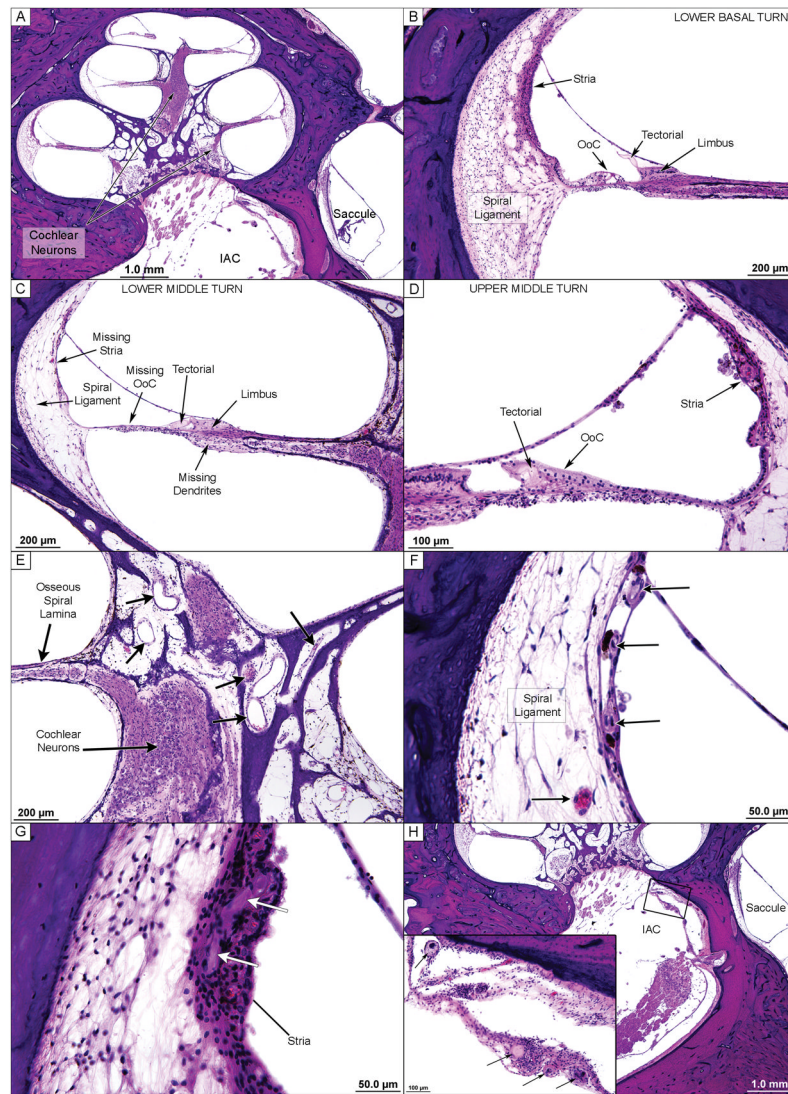 A
Cochlear
Neurons
1.0 mm
IAC
Saccule
B
LOWER BASAL TURN
Stria
Tectorial
OoC
Limbus
Spiral
Ligament
200 µm
C
LOWER MIDDLE TURN
Missing
Stria
Missing
OoC
Tectorial
Spiral
Ligament
Limbus
Missing
Dendrites
200 µm
D
UPPER MIDDLE TURN
Tectorial
OoC
Stria
100 µm
E
Osseous
Spiral
Lamina
Cochlear
Neurons
200 µm
F
Spiral
Ligament
50.0 µm
G
Stria
50.0 µm
H
Saccule
IAC
100 µm
1.0 mm